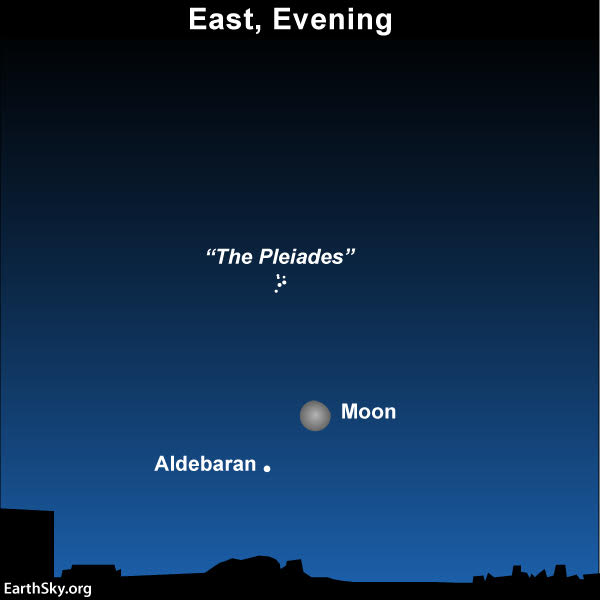 East, Evening
“The Pleiades”
Moon
Aldebaran
EarthSky.org